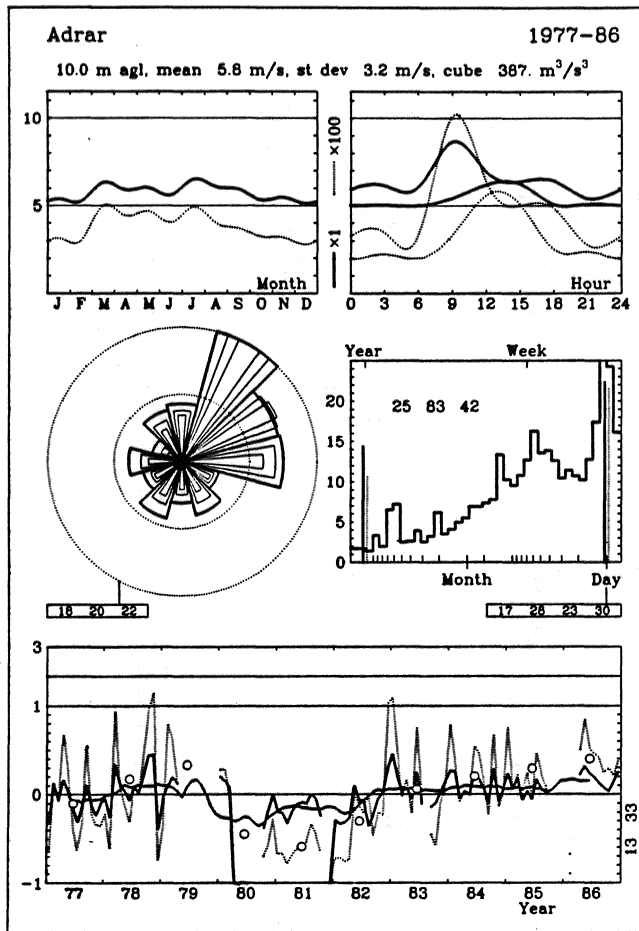 Adrar 1977-86
10.0 m agl, mean 5.8 m/s, st dev 3.2 m/s, cube 387. m³/s³
10
5
Month
J F M A M J J A S O N D
×1 ×100
Hour
0 3 6 9 12 15 18 21 24
18 20 22
Year Week
25 83 42
20
15
10
5
0
Month Day
17 28 23 30
3
1
0
-1
77 78 79 80 81 82 83 84 85 86
Year
13 33